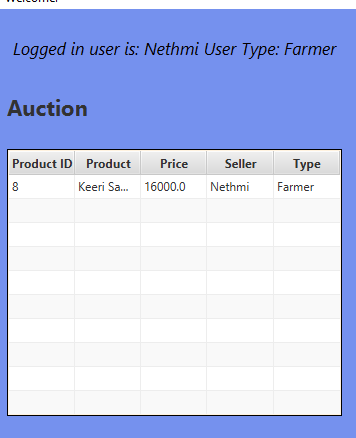 Welcome!
Logged in user is: Nethmi User Type: Farmer
Auction
Product ID Product Price Seller Type
8 Keeri Sa... 16000.0 Nethmi Farmer